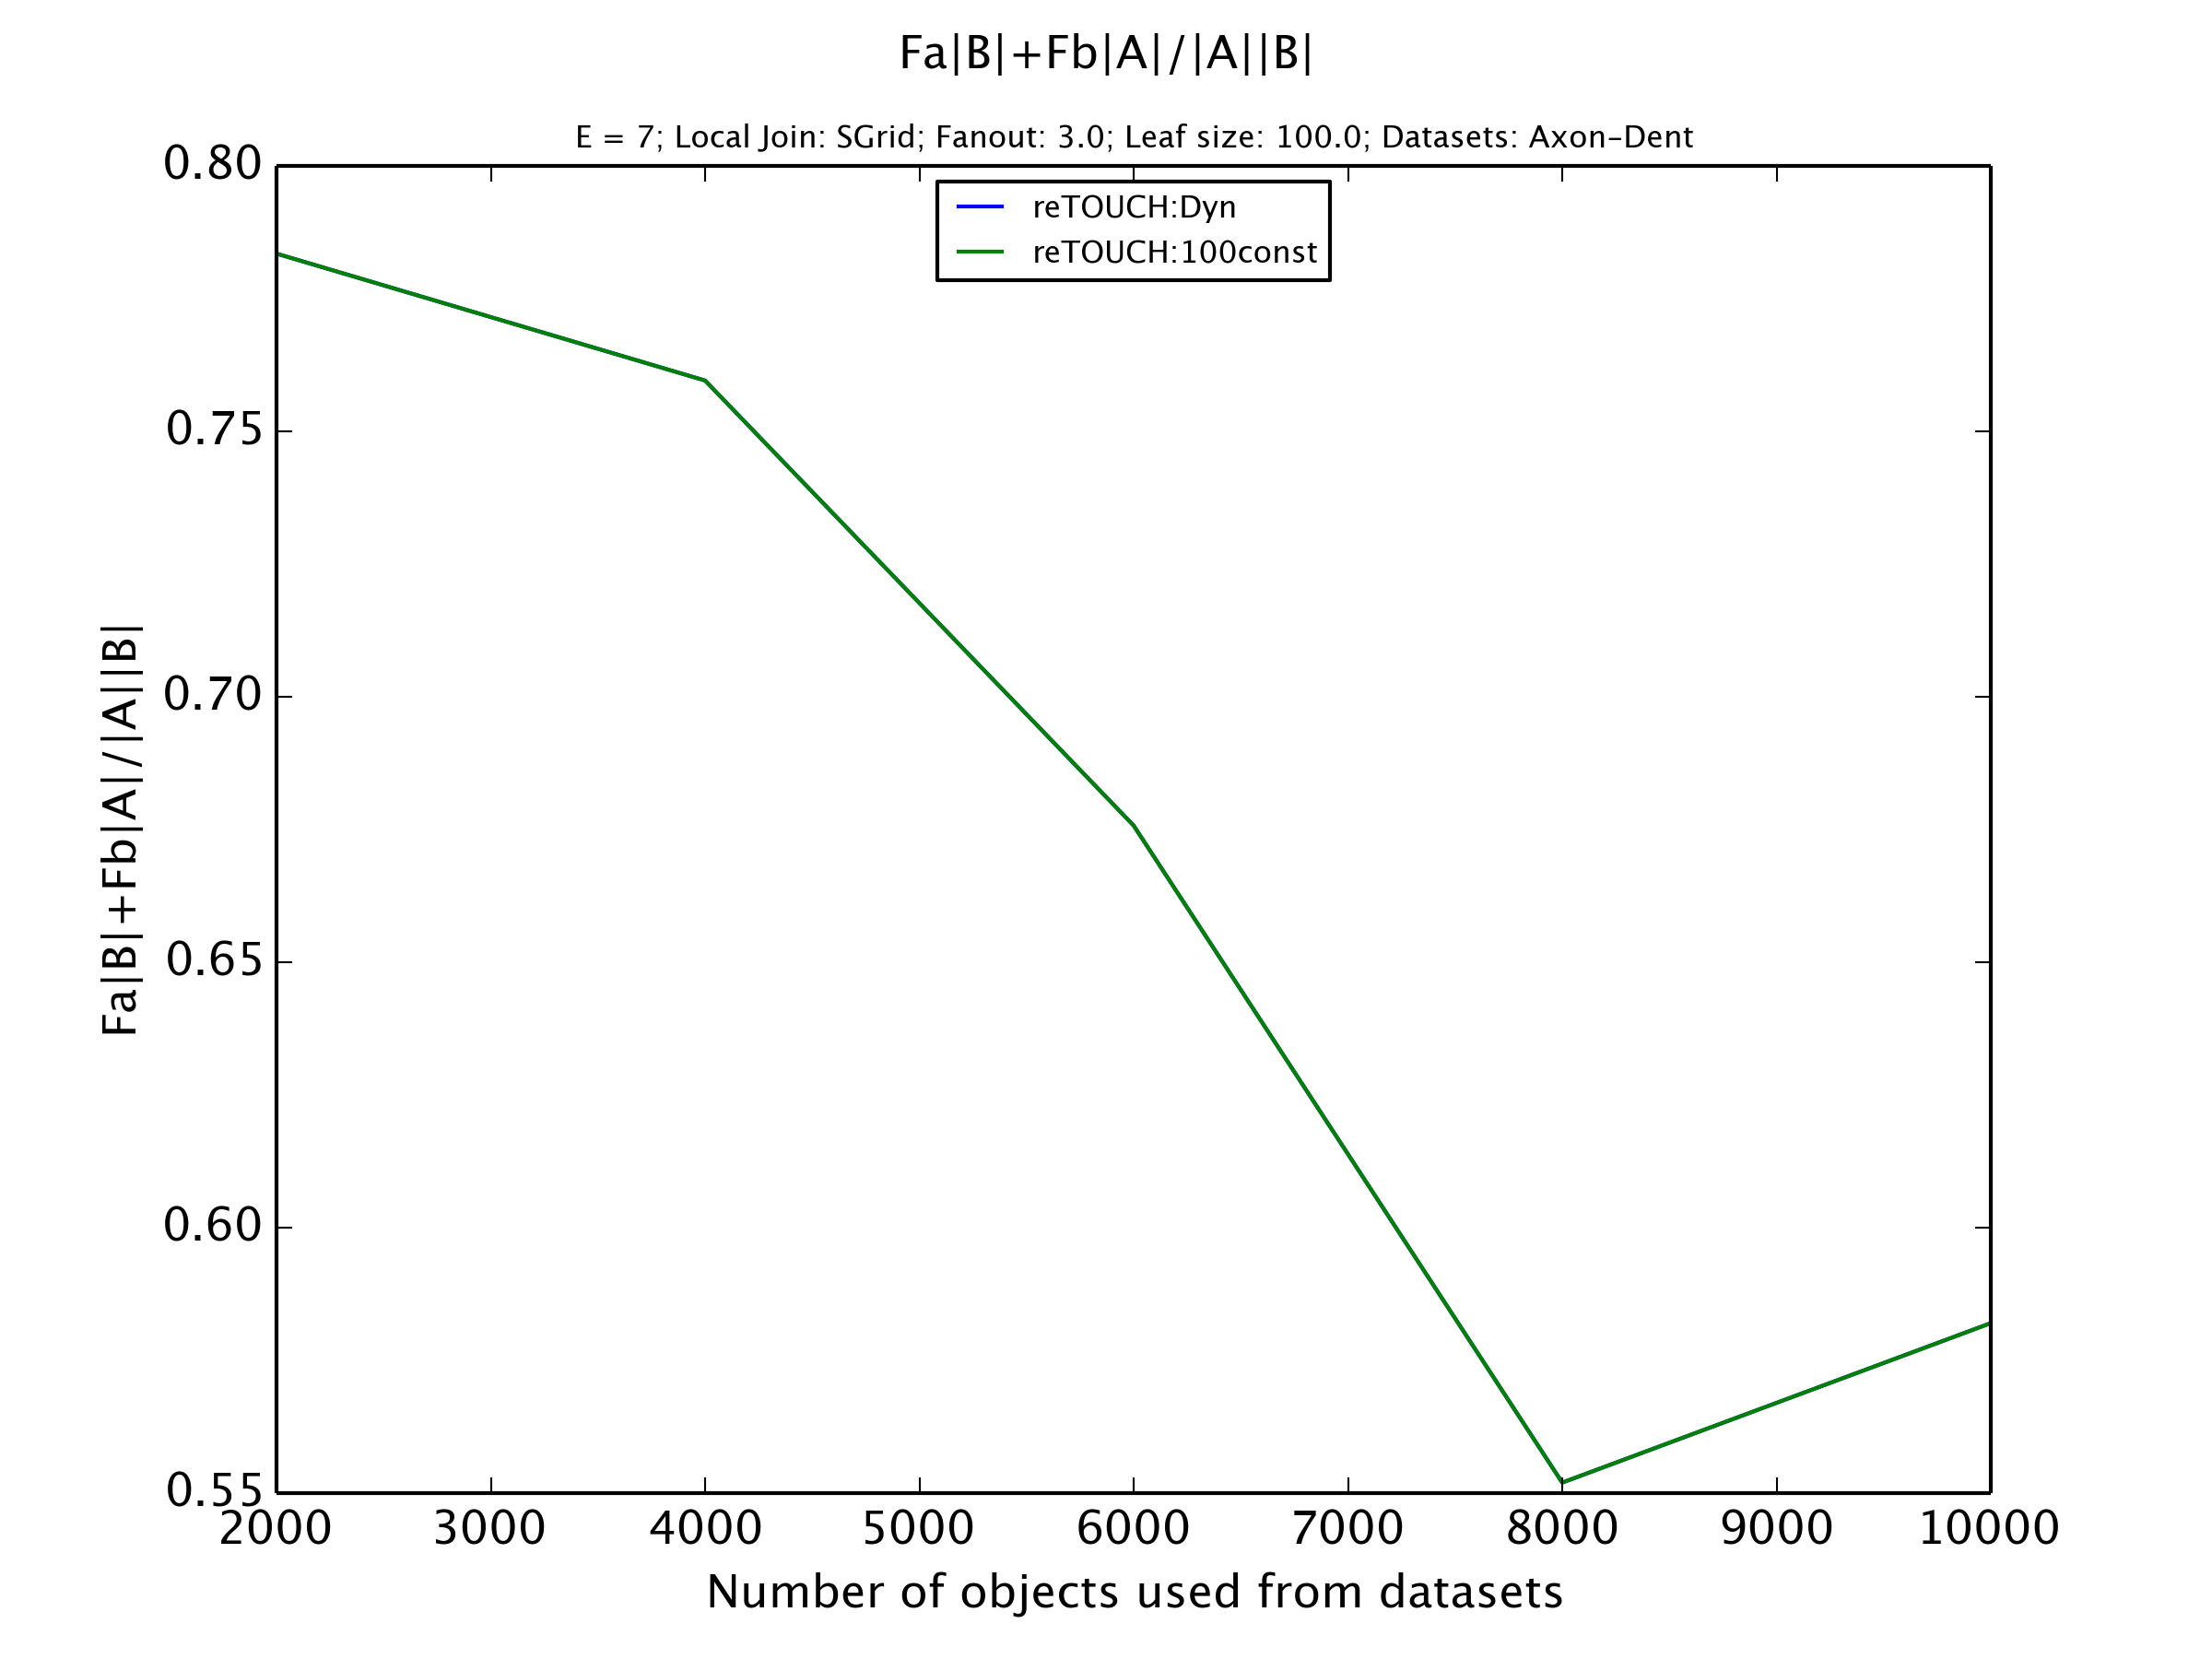 Fa|B|+Fb|A|/|A||B|
E = 7; Local Join: SGrid; Fanout: 3.0; Leaf size: 100.0; Datasets: Axon-Dent
reTOUCH:Dyn
reTOUCH:100const
0.80
0.75
0.70
0.65
0.60
0.55
Fa|B|+Fb|A|/|A||B|
2000 3000 4000 5000 6000 7000 8000 9000 10000
Number of objects used from datasets